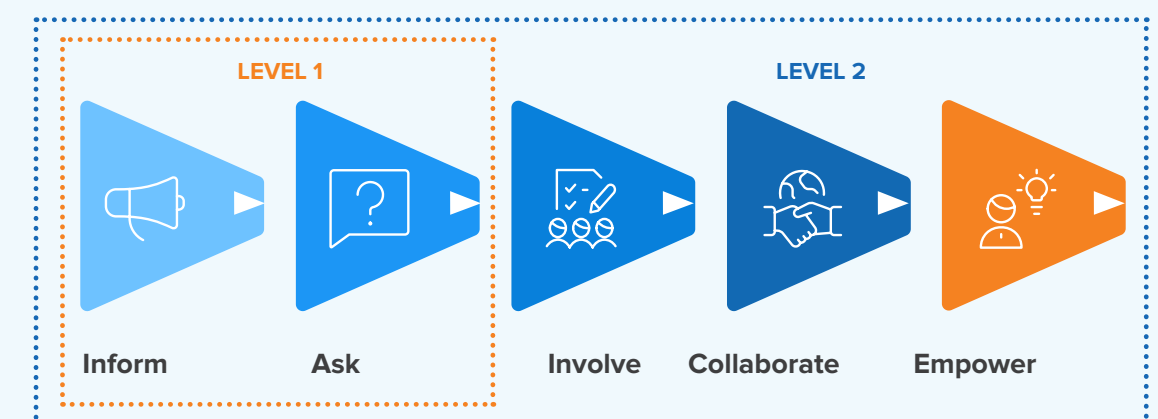 LEVEL 1
LEVEL 2
?
Inform
Ask
Involve
Collaborate
Empower